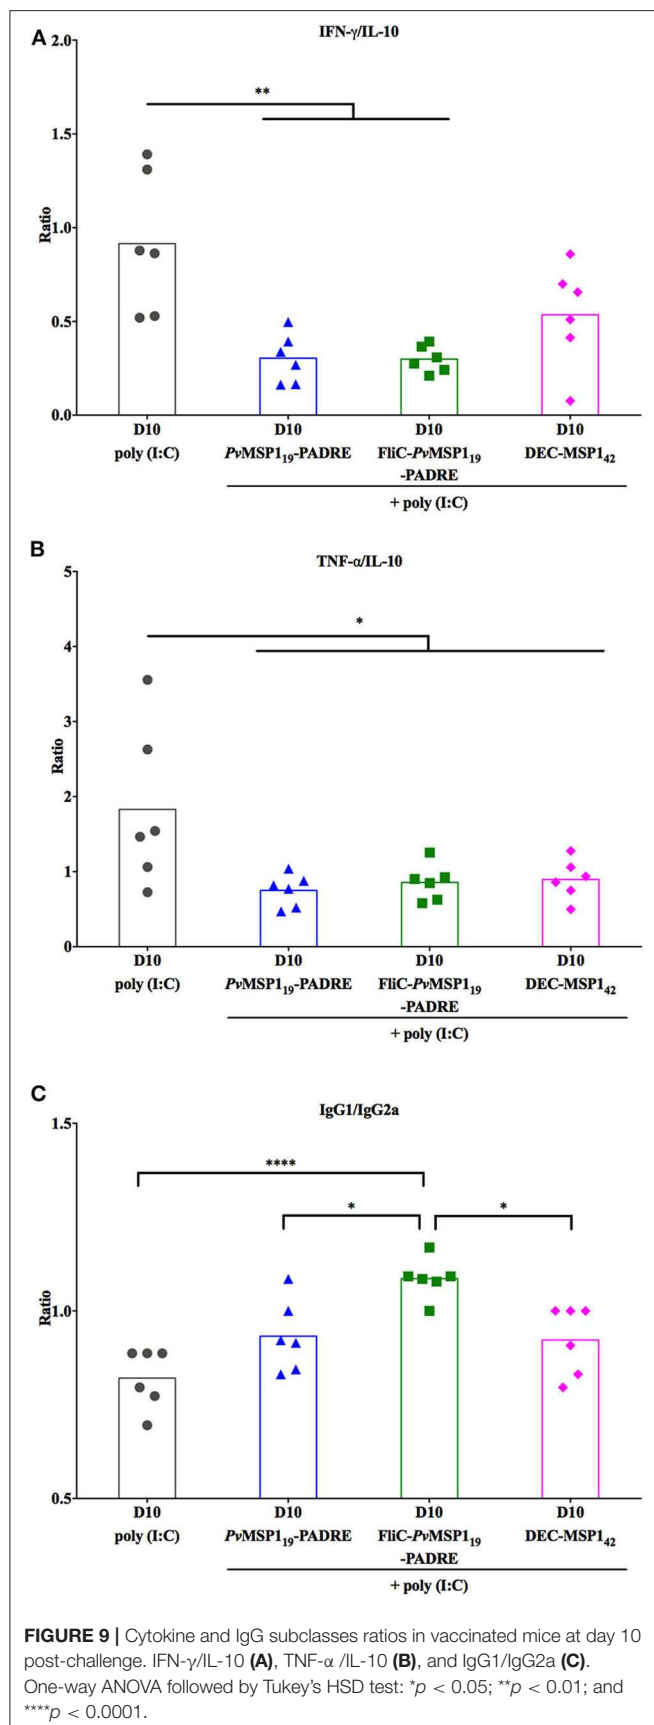 A
IFN-γ/IL-10
2.0
**
1.5
1.0
Ratio
0.5
0.0
D10 D10 D10 D10
poly (I:C) PvMSP1₁₉-PADRE FliC-PvMSP1₁₉ DEC-MSP1₄₂
-PADRE
+ poly (I:C)
B
TNF-α/IL-10
5
*
4
3
Ratio
2
1
0
D10 D10 D10 D10
poly (I:C) PvMSP1₁₉-PADRE FliC-PvMSP1₁₉ DEC-MSP1₄₂
-PADRE
+ poly (I:C)
C
IgG1/IgG2a
1.5
****
* *
Ratio
1.0
0.5
D10 D10 D10 D10
poly (I:C) PvMSP1₁₉-PADRE FliC-PvMSP1₁₉ DEC-MSP1₄₂
-PADRE
+ poly (I:C)
FIGURE 9 | Cytokine and IgG subclasses ratios in vaccinated mice at day 10
post-challenge. IFN-γ/IL-10 (A), TNF-α /IL-10 (B), and IgG1/IgG2a (C).
One-way ANOVA followed by Tukey's HSD test: *p < 0.05; **p < 0.01; and
****p < 0.0001.